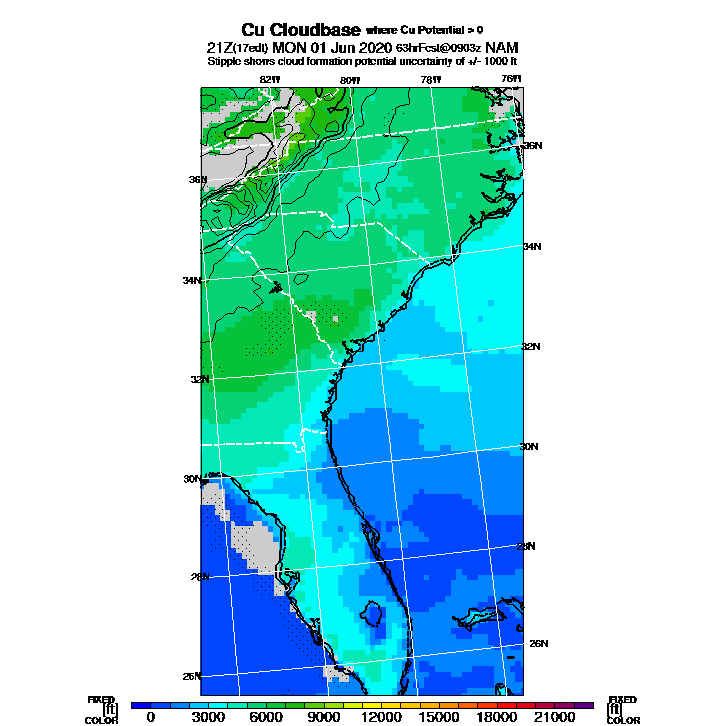 Cu Cloudbase where Cu Potential > 0
21Z(17edt) MON 01 Jun 2020 63hrFcst@0903z NAM
Stipple shows cloud formation potential uncertainty of +/- 1000 ft
82W 80W 78W 76W
36N
36N
34N
34N
32N
32N
30N
30N
28N
28N
26N
26N
FIXED [ft] COLOR
0 3000 6000 9000 12000 15000 18000 21000
FIXED [ft] COLOR